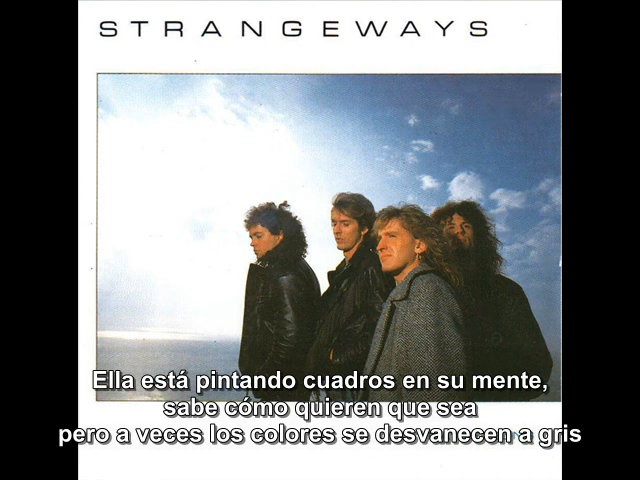 STRANGEWAYS
Ella está pintando cuadros en su mente,
sabe cómo quieren que sea
pero a veces los colores se desvanecen a gris